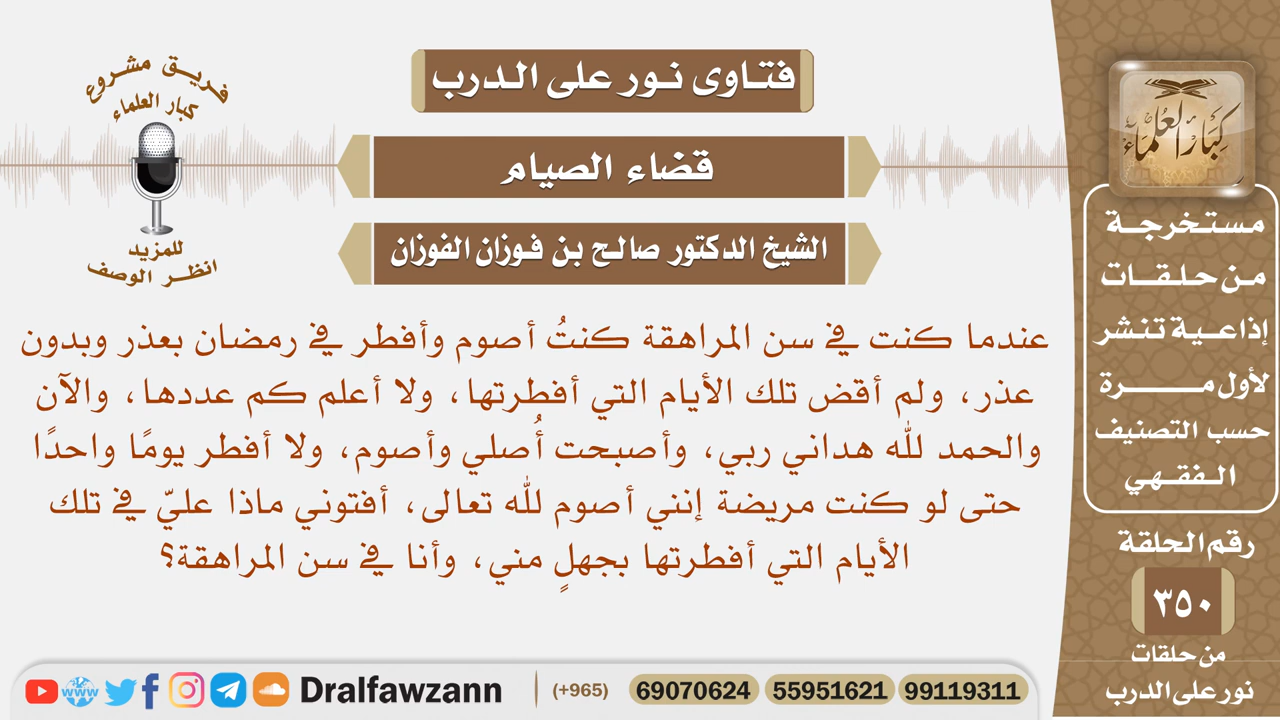 فتاوى نور على الدرب
قضاء الصيام
الشيخ الدكتور صالح بن فوزان الفوزان
فريق مشروع
كبار العلماء
للمزيد
انظر الوصف
عندما كنت في سن المراهقة كنتُ أصوم وأفطر في رمضان بعذر وبدون
عذر، ولم أقض تلك الأيام التي أفطرتها، ولا أعلم كم عددها، والآن
والحمد لله هداني ربي، وأصبحت أُصلي وأصوم، ولا أفطر يومًا واحدًا
حتى لو كنت مريضة إنني أصوم لله تعالى، أفتوني ماذا عليّ في تلك
الأيام التي أفطرتها بجهلٍ مني، وأنا في سن المراهقة؟
كبار العلماء
مستخرجة
من حلقات
إذاعية تنشر
لأول مرة
حسب التصنيف
الفقهي
رقم الحلقة
٣٥٠
من حلقات
نور على الدرب
www
Dralfawzann
(+965)
69070624
55951621
99119311